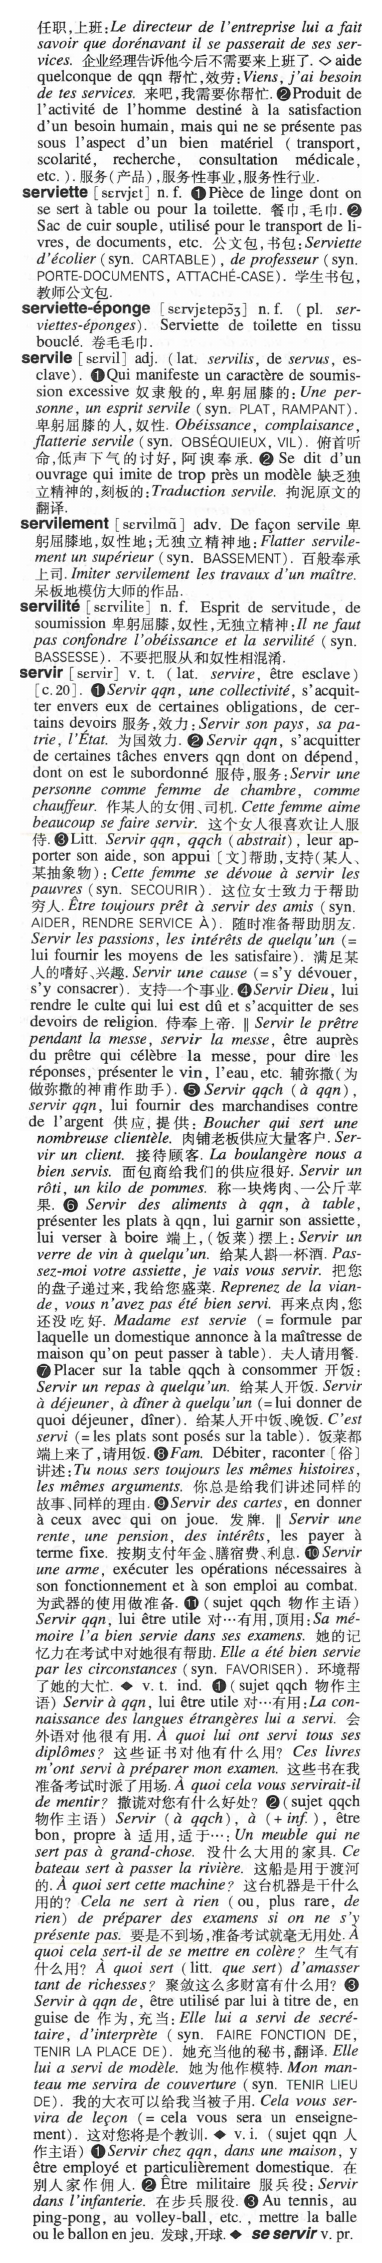 任职,上班:Le directeur de l'entreprise lui a fait
savoir que dorénavant il se passerait de ses ser-
vices. 企业经理告诉他今后不需要来上班了. ◇ aide
quelconque de qqn 帮忙,效劳:Viens, j'ai besoin
de tes services. 来吧,我需要你帮忙. ❷Produit de
l'activité de l'homme destiné à la satisfaction
d'un besoin humain, mais qui ne se présente pas
sous l'aspect d'un bien matériel ( transport,
scolarité, recherche, consultation médicale,
etc. ). 服务(产品),服务性事业,服务性行业.
serviette [sɛrvjɛt] n. f. ❶ Pièce de linge dont on
se sert à table ou pour la toilette. 餐巾,毛巾. ❷
Sac de cuir souple, utilisé pour le transport de li-
vres, de documents, etc. 公文包,书包:Serviette
d'écolier (syn. CARTABLE) , de professeur (syn.
PORTE-DOCUMENTS, ATTACHÉ-CASE). 学生书包,
教师公文包.
serviette-éponge [sɛrvjɛtepɔ̃ʒ] n. f. ( pl. ser-
viettes-éponges). Serviette de toilette en tissu
bouclé. 卷毛毛巾.
servile [sɛrvil] adj. (lat. servilis, de servus, es-
clave). ❶Qui manifeste un caractère de soumis-
sion excessive 奴隶般的,卑躬屈膝的:Une per-
sonne, un esprit servile (syn. PLAT, RAMPANT).
卑躬屈膝的人,奴性. Obéissance, complaisance,
flatterie servile (syn. OBSÉQUIEUX, VIL). 俯首听
命,低声下气的讨好,阿谀奉承. ❷ Se dit d'un
ouvrage qui imite de trop près un modèle 缺乏独
立精神的,刻板的:Traduction servile. 拘泥原文的
翻译.
servilement [sɛrvilmɑ̃] adv. De façon servile 卑
躬屈膝地,奴性地;无独立精神地:Flatter servile-
ment un supérieur (syn. BASSEMENT). 百般奉承
上司. Imiter servilement les travaux d'un maître.
呆板地模仿大师的作品.
servilité [sɛrvilite] n. f. Esprit de servitude, de
soumission 卑躬屈膝,奴性,无独立精神:Il ne faut
pas confondre l'obéissance et la servilité ( syn.
BASSESSE). 不要把服从和奴性相混淆.
servir [sɛrvir] v. t. ( lat. servire, être esclave)
[c. 20]. ❶Servir qqn, une collectivité, s'acquit-
ter envers eux de certaines obligations, de cer-
tains devoirs 服务,效力:Servir son pays, sa pa-
trie, l'État. 为国效力. ❷ Servir qqn, s'acquitter
de certaines tâches envers qqn dont on dépend,
dont on est le subordonné 服侍,服务:Servir une
personne comme femme de chambre, comme
chauffeur. 作某人的女佣、司机. Cette femme aime
beaucoup se faire servir. 这个女人很喜欢让人服
侍. ❸Litt. Servir qqn, qqch (abstrait), leur ap-
porter son aide, son appui [文]帮助,支持(某人、
某抽象物):Cette femme se dévoue à servir les
pauvres (syn. SECOURIR). 这位女士致力于帮助
穷人. Être toujours prêt à servir des amis (syn.
AIDER, RENDRE SERVICE À). 随时准备帮助朋友.
Servir les passions, les intérêts de quelqu'un (=
lui fournir les moyens de les satisfaire). 满足某
人的嗜好、兴趣. Servir une cause (= s'y dévouer,
s'y consacrer). 支持一个事业. ❹Servir Dieu, lui
rendre le culte qui lui est dû et s'acquitter de ses
devoirs de religion. 侍奉上帝. ‖ Servir le prêtre
pendant la messe, servir la messe, être auprès
du prêtre qui célèbre la messe, pour dire les
réponses, présenter le vin, l'eau, etc. 辅弥撒(为
做弥撒的神甫作助手). ❺ Servir qqch (à qqn),
servir qqn, lui fournir des marchandises contre
de l'argent 供应,提供: Boucher qui sert une
nombreuse clientèle. 肉铺老板供应大量客户. Ser-
vir un client. 接待顾客. La boulangère nous a
bien servis. 面包商给我们的供应很好. Servir un
rôti, un kilo de pommes. 称一块烤肉、一公斤苹
果. ❻ Servir des aliments à qqn, à table,
présenter les plats à qqn, lui garnir son assiette,
lui verser à boire 端上,(饭菜)摆上:Servir un
verre de vin à quelqu'un. 给某人斟一杯酒. Pas-
sez-moi votre assiette, je vais vous servir. 把您
的盘子递过来,我给您盛菜. Reprenez de la vian-
de, vous n'avez pas été bien servi. 再来点肉,您
还没吃好. Madame est servie (= formule par
laquelle un domestique annonce à la maîtresse de
maison qu'on peut passer à table). 夫人请用餐.
❼Placer sur la table qqch à consommer 开饭:
Servir un repas à quelqu'un. 给某人开饭. Servir
à déjeuner, à dîner à quelqu'un (= lui donner de
quoi déjeuner, dîner). 给某人开中饭、晚饭. C'est
servi (= les plats sont posés sur la table). 饭菜都
端上来了,请用饭. ❽Fam. Débiter, raconter [俗]
讲述:Tu nous sers toujours les mêmes histoires,
les mêmes arguments. 你总是给我们讲述同样的
故事、同样的理由. ❾Servir des cartes, en donner
à ceux avec qui on joue. 发牌. ‖ Servir une
rente, une pension, des intérêts, les payer à
terme fixe. 按期支付年金、膳宿费、利息. ❿ Servir
une arme, exécuter les opérations nécessaires à
son fonctionnement et à son emploi au combat.
为武器的使用做准备. ⓫ (sujet qqch 物作主语)
Servir qqn, lui être utile 对…有用,顶用:Sa mé-
moire l'a bien servie dans ses examens. 她的记
忆力在考试中对她很有帮助. Elle a été bien servie
par les circonstances (syn. FAVORISER). 环境帮
了她的大忙. ◆ v. t. ind. ❶(sujet qqch 物作主
语) Servir à qqn, lui être utile 对…有用:La con-
naissance des langues étrangères lui a servi. 会
外语对他很有用. À quoi lui ont servi tous ses
diplômes? 这些证书对他有什么用? Ces livres
m'ont servi à préparer mon examen. 这些书在我
准备考试时派了用场. À quoi cela vous servirait-il
de mentir? 撒谎对您有什么好处? ❷(sujet qqch
物作主语) Servir (à qqch), à (+ inf.), être
bon, propre à 适用,适于…: Un meuble qui ne
sert pas à grand-chose. 没什么大用的家具. Ce
bateau sert à passer la rivière. 这船是用于渡河
的. À quoi sert cette machine? 这台机器是干什么
用的? Cela ne sert à rien (ou, plus rare, de
rien) de préparer des examens si on ne s'y
présente pas. 要是不到场,准备考试就毫无用处. À
quoi cela sert-il de se mettre en colère? 生气有
什么用? À quoi sert (litt. que sert) d'amasser
tant de richesses? 聚敛这么多财富有什么用? ❸
Servir à qqn de, être utilisé par lui à titre de, en
guise de 作为,充当:Elle lui a servi de secré-
taire, d'interprète (syn. FAIRE FONCTION DE,
TENIR LA PLACE DE). 她充当他的秘书,翻译. Elle
lui a servi de modèle. 她为他作模特. Mon man-
teau me servira de couverture (syn. TENIR LIEU
DE). 我的大衣可以给我当被子用. Cela vous ser-
vira de leçon (= cela vous sera un enseigne-
ment). 这对您将是个教训. ◆ v. i. (sujet qqn 人
作主语) ❶Servir chez qqn, dans une maison, y
être employé et particulièrement domestique. 在
别人家作佣人. ❷ Être militaire 服兵役: Servir
dans l'infanterie. 在步兵服役. ❸ Au tennis, au
ping-pong, au volley-ball, etc. , mettre la balle
ou le ballon en jeu. 发球,开球. ◆ se servir v. pr.